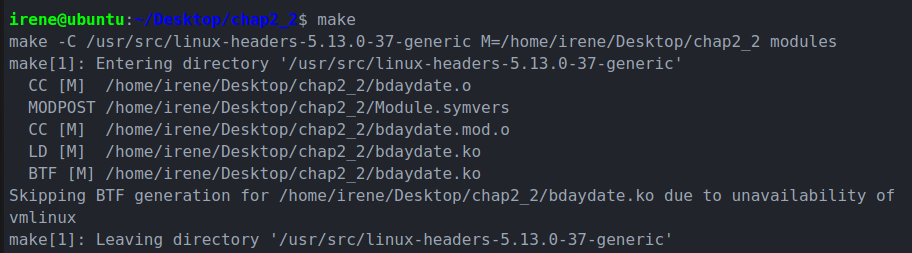 irene@ubuntu:~/Desktop/chap2_2$ make
make -C /usr/src/linux-headers-5.13.0-37-generic M=/home/irene/Desktop/chap2_2 modules
make[1]: Entering directory '/usr/src/linux-headers-5.13.0-37-generic'
  CC [M]  /home/irene/Desktop/chap2_2/bdaydate.o
  MODPOST /home/irene/Desktop/chap2_2/Module.symvers
  CC [M]  /home/irene/Desktop/chap2_2/bdaydate.mod.o
  LD [M]  /home/irene/Desktop/chap2_2/bdaydate.ko
  BTF [M] /home/irene/Desktop/chap2_2/bdaydate.ko
Skipping BTF generation for /home/irene/Desktop/chap2_2/bdaydate.ko due to unavailability of
vmlinux
make[1]: Leaving directory '/usr/src/linux-headers-5.13.0-37-generic'